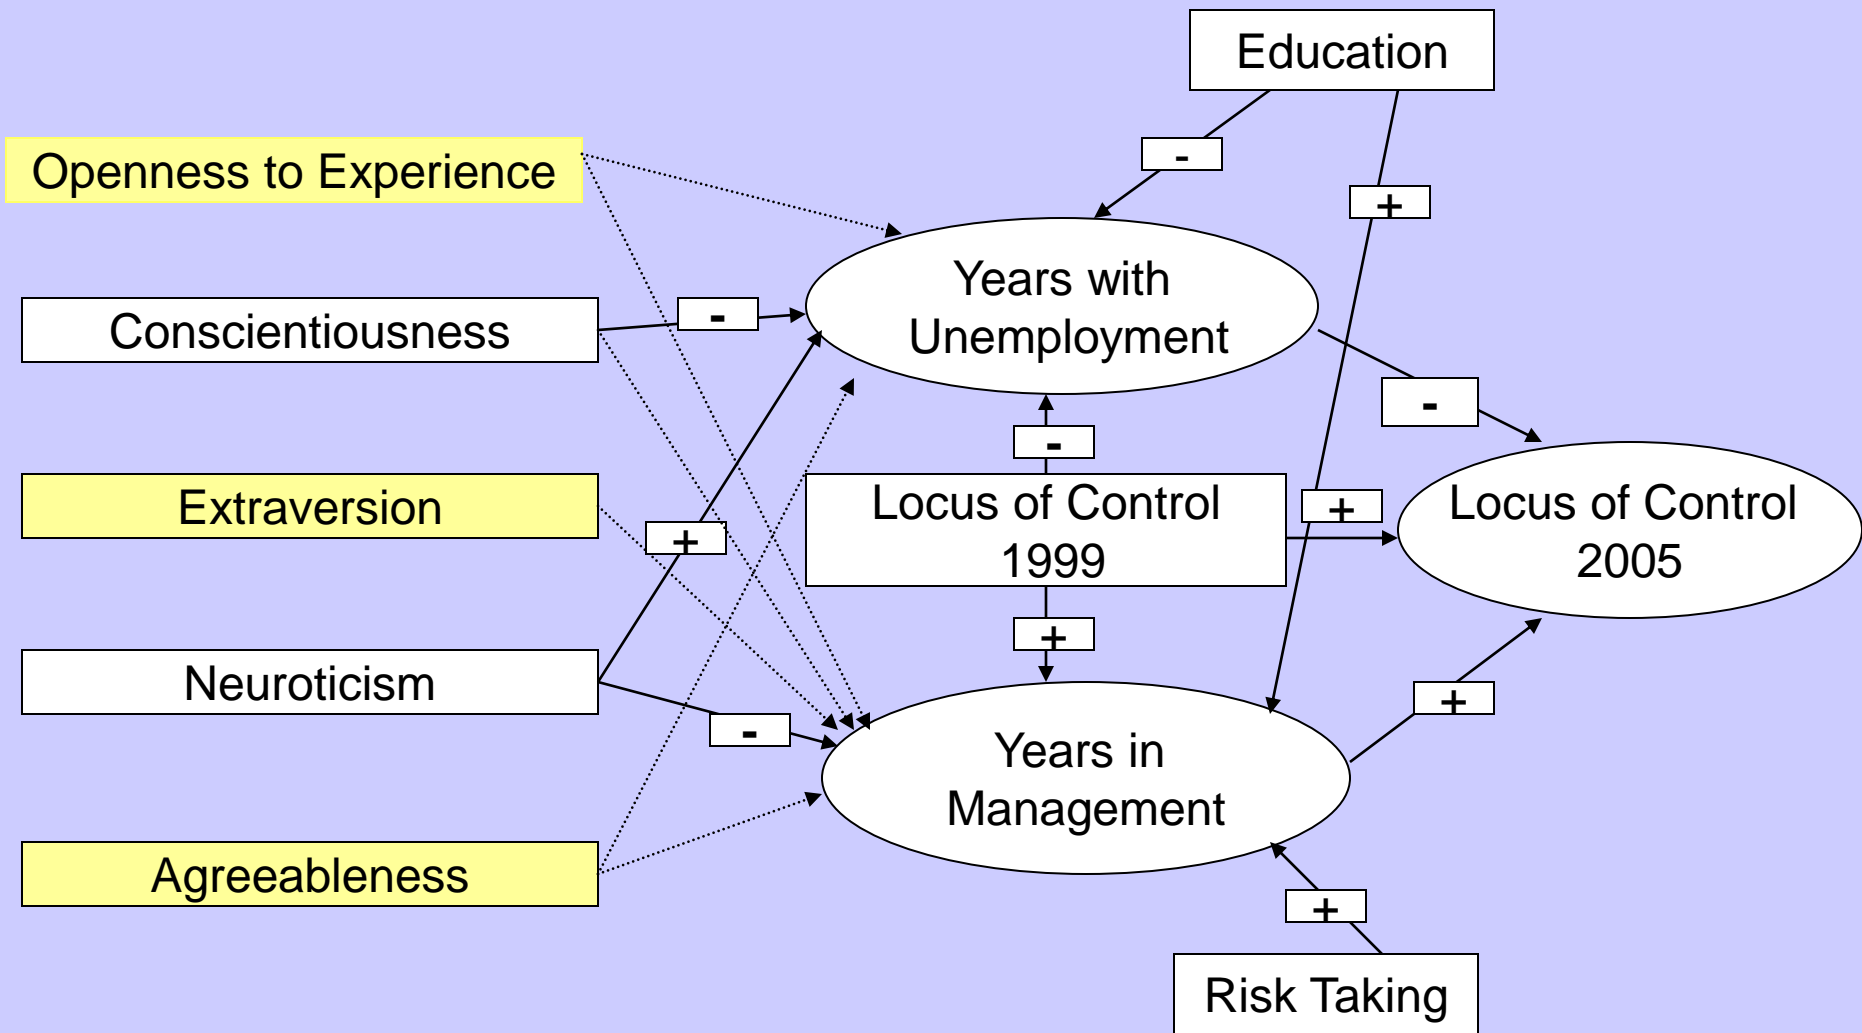 Education
-
+
Openness to Experience
Years with
Unemployment
Conscientiousness
-
-
-
Extraversion
Locus of Control
1999
+
Locus of Control
2005
+
+
Neuroticism
-
+
Years in
Management
Agreeableness
+
Risk Taking